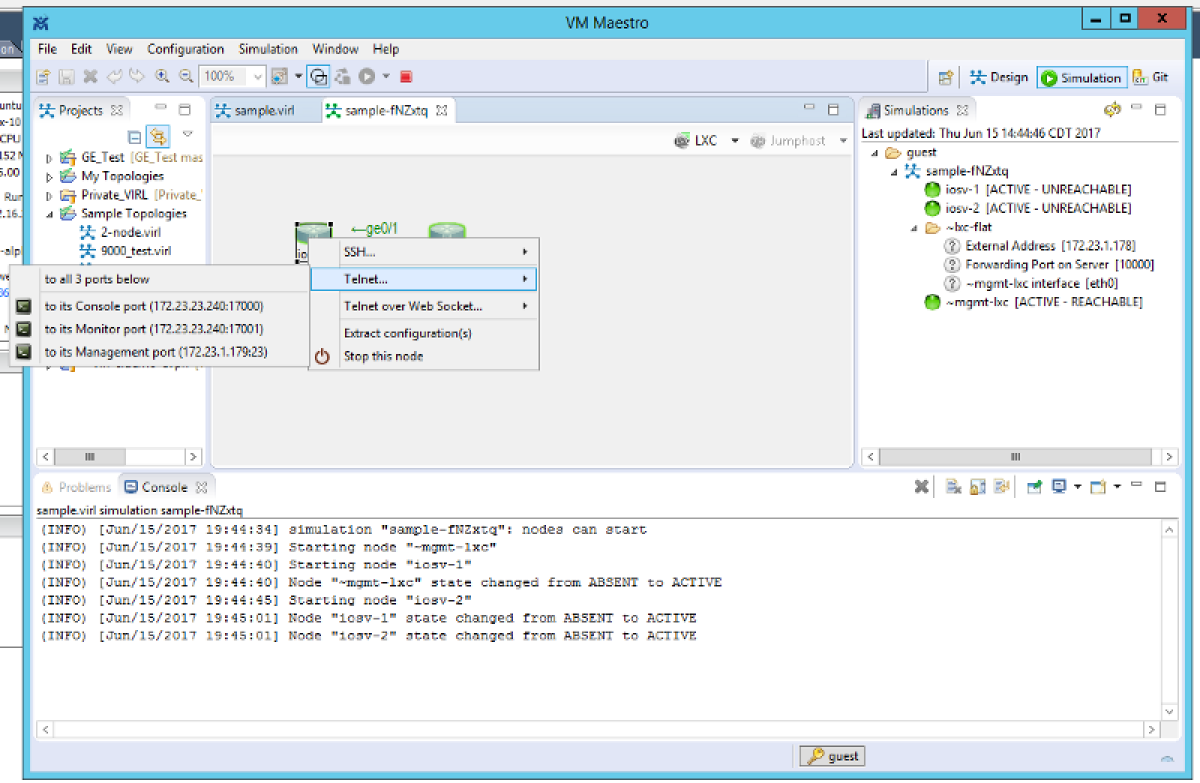 VM Maestro
File Edit View Configuration Simulation Window Help
100%
Design Simulation Git
Projects
GE_Test [GE_Test mas
My Topologies
Private_VIRL [Private_
Sample Topologies
2-node.virl
9000_test.virl
sample.virl sample-fNZxtq
LXC Jumphost
ge0/1
SSH...
Telnet...
Telnet over Web Socket...
Extract configuration(s)
Stop this node
to all 3 ports below
to its Console port (172.23.23.240:17000)
to its Monitor port (172.23.23.240:17001)
to its Management port (172.23.1.179:23)
Simulations
Last updated: Thu Jun 15 14:44:46 CDT 2017
guest
sample-fNZxtq
iosv-1 [ACTIVE - UNREACHABLE]
iosv-2 [ACTIVE - UNREACHABLE]
~lxc-flat
External Address [172.23.1.178]
Forwarding Port on Server [10000]
~mgmt-lxc interface [eth0]
~mgmt-lxc [ACTIVE - REACHABLE]
Problems Console
sample.virl simulation sample-fNZxtq
(INFO) [Jun/15/2017 19:44:34] simulation "sample-fNZxtq": nodes can start
(INFO) [Jun/15/2017 19:44:39] Starting node "~mgmt-lxc"
(INFO) [Jun/15/2017 19:44:40] Starting node "iosv-1"
(INFO) [Jun/15/2017 19:44:40] Node "~mgmt-lxc" state changed from ABSENT to ACTIVE
(INFO) [Jun/15/2017 19:44:45] Starting node "iosv-2"
(INFO) [Jun/15/2017 19:45:01] Node "iosv-1" state changed from ABSENT to ACTIVE
(INFO) [Jun/15/2017 19:45:01] Node "iosv-2" state changed from ABSENT to ACTIVE
guest